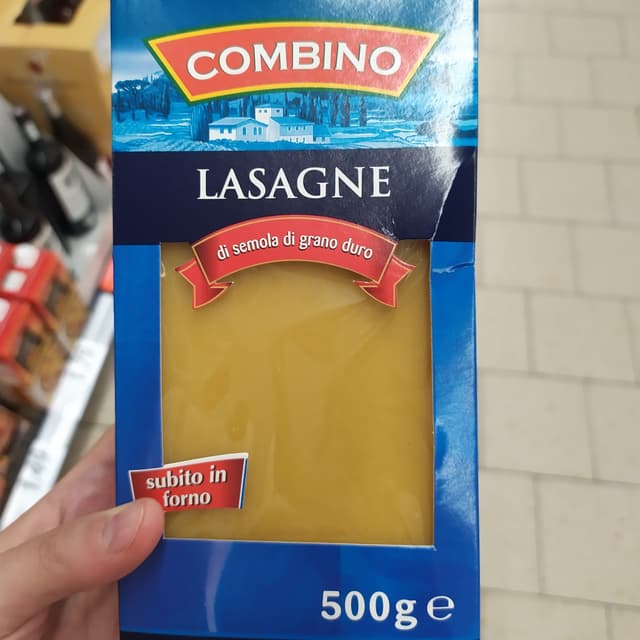 COMBINO
LASAGNE
di semola di grano duro
subito in
forno
500g e